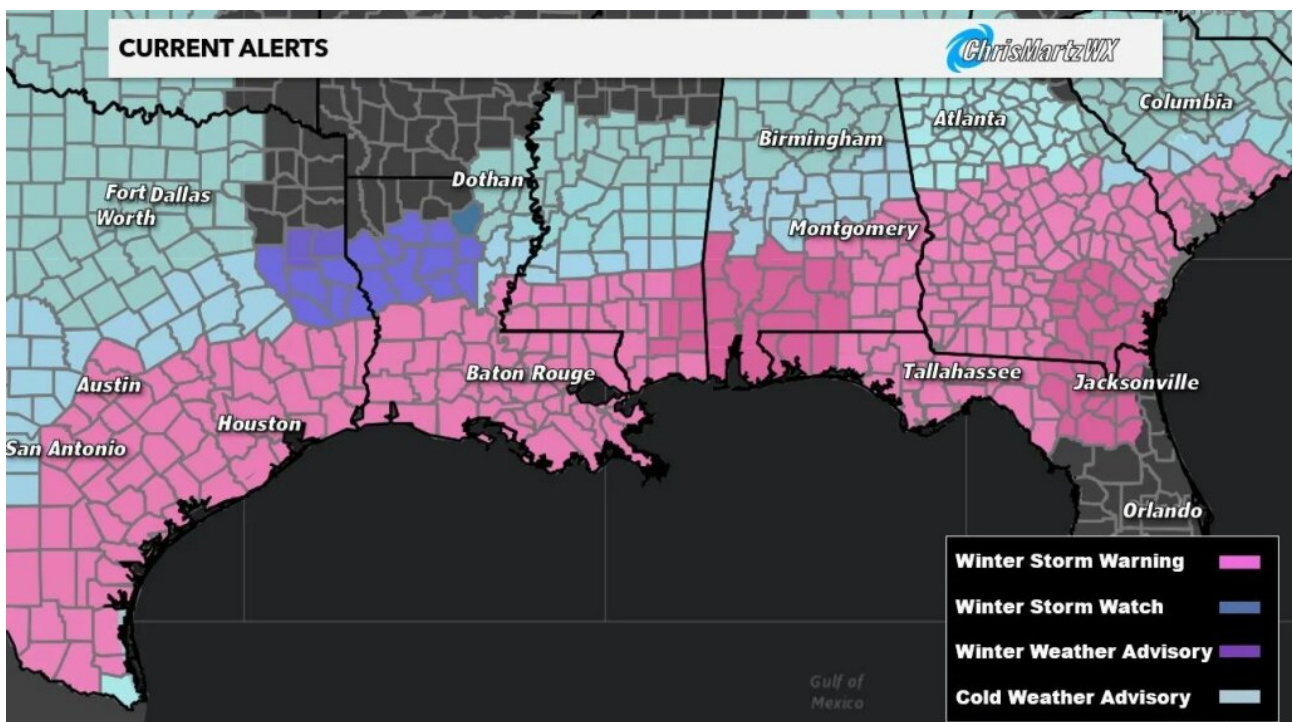 CURRENT ALERTS
ChrisMartzWX
Columbia
Atlanta
Birmingham
Dothan
Fort Dallas
Worth
Montgomery
Baton Rouge
Tallahassee
Jacksonville
Austin
Houston
San Antonio
Orlando
Winter Storm Warning
Winter Storm Watch
Winter Weather Advisory
Cold Weather Advisory
Gulf of
Mexico